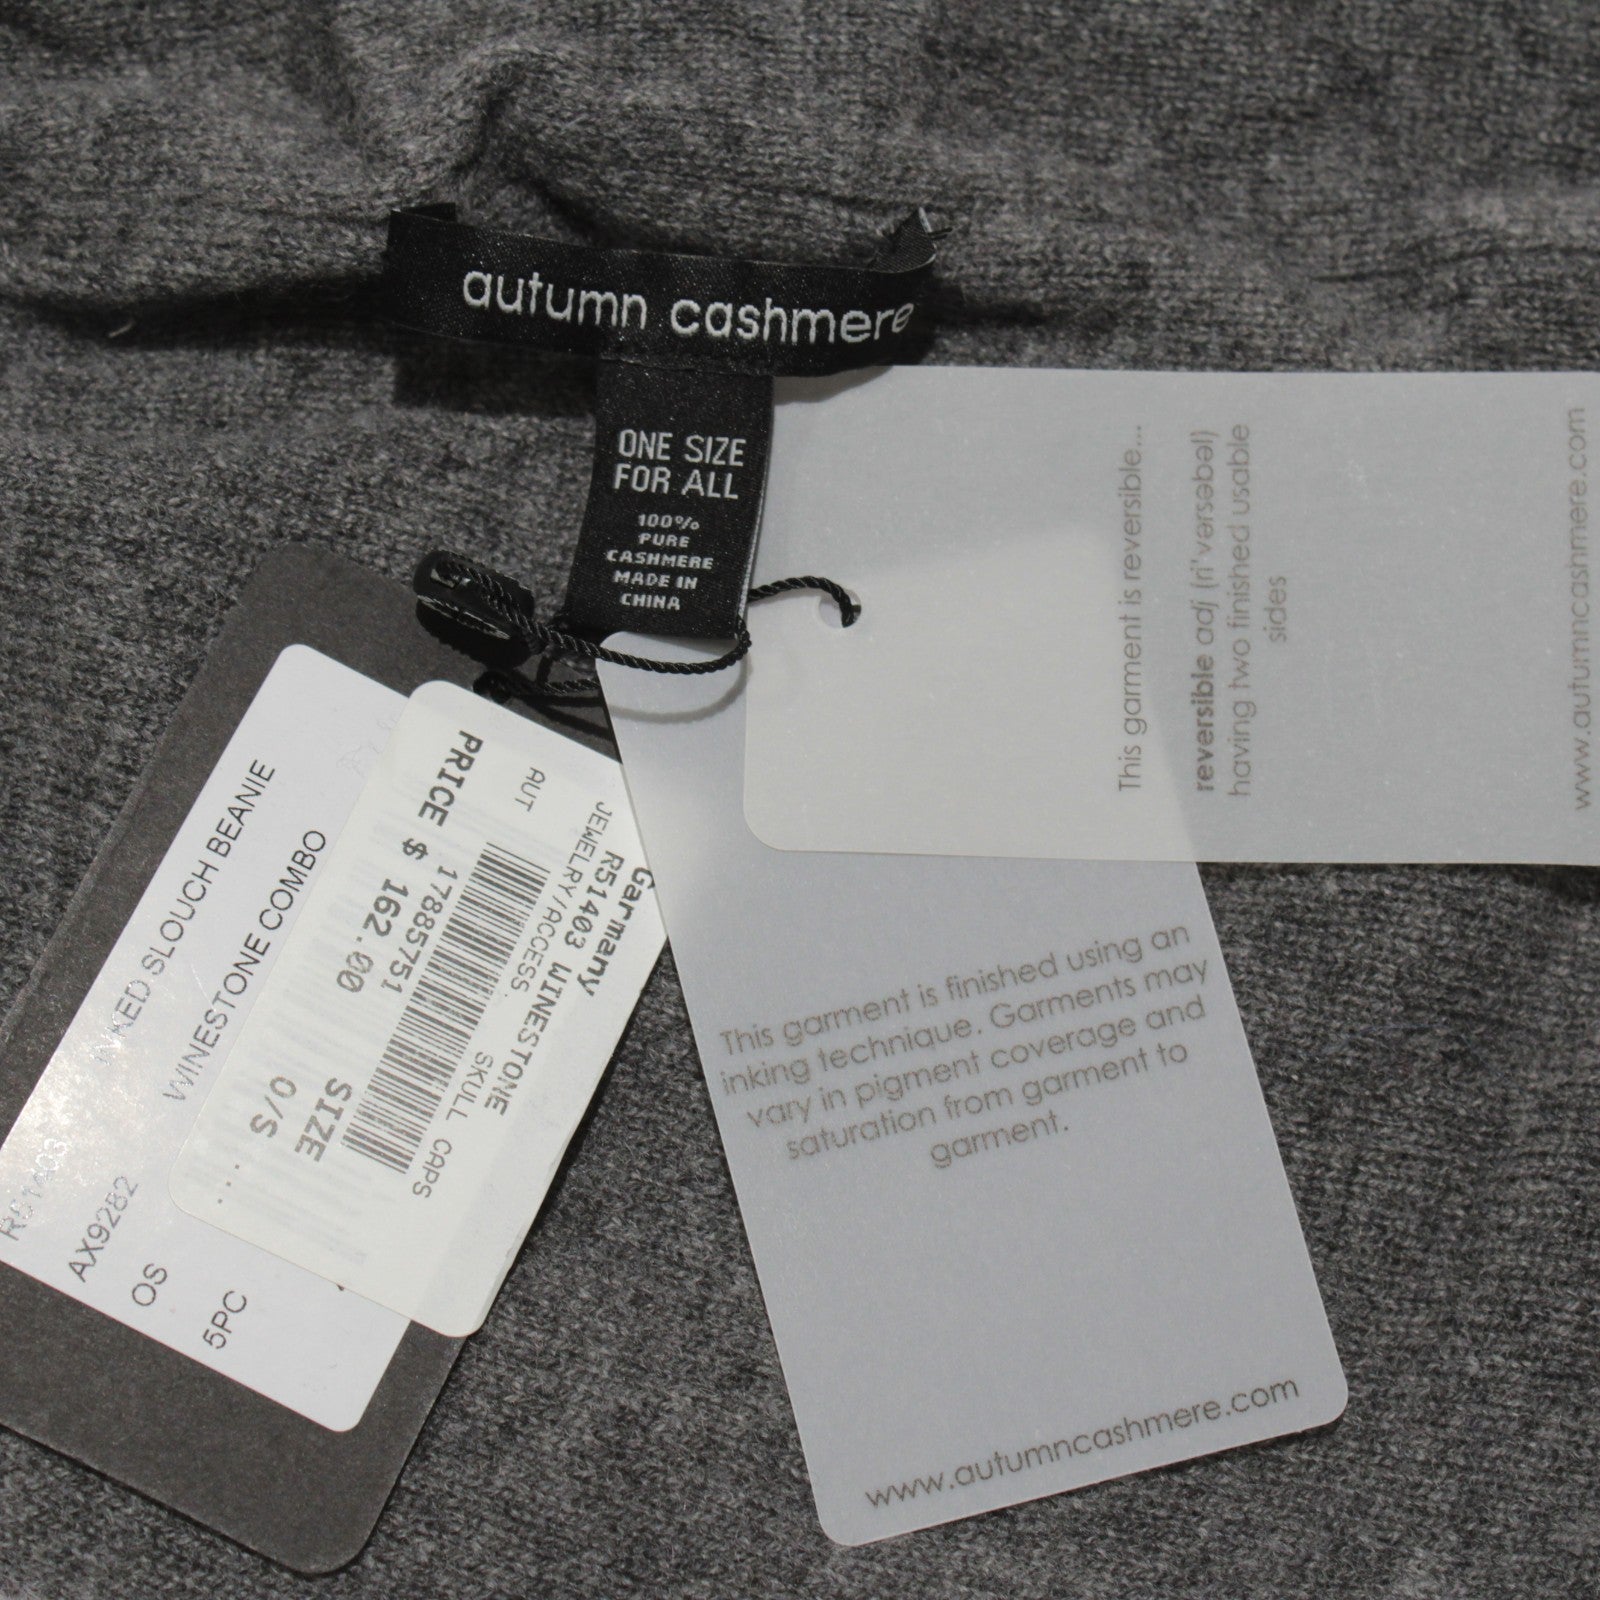 autumn cashmere
ONE SIZE
FOR ALL
100%
PURE
CASHMERE
MADE IN
CHINA
This garment is reversible....
reversible adj (ri'vərsəbəl)
having two finished usable
sides
www.autumncashmere.com
This garment is finished using an
inking technique. Garments may
vary in pigment coverage and
saturation from garment to
garment.
www.autumncashmere.com
Garmany
R51403 WINESTONE
JEWELRY/ACCESS. SKULL CAPS
AUT
17885751
PRICE SIZE
$ 162.00 O/S
R51403 INKED SLOUCH BEANIE
AX9282 WINESTONE COMBO
OS
5PC